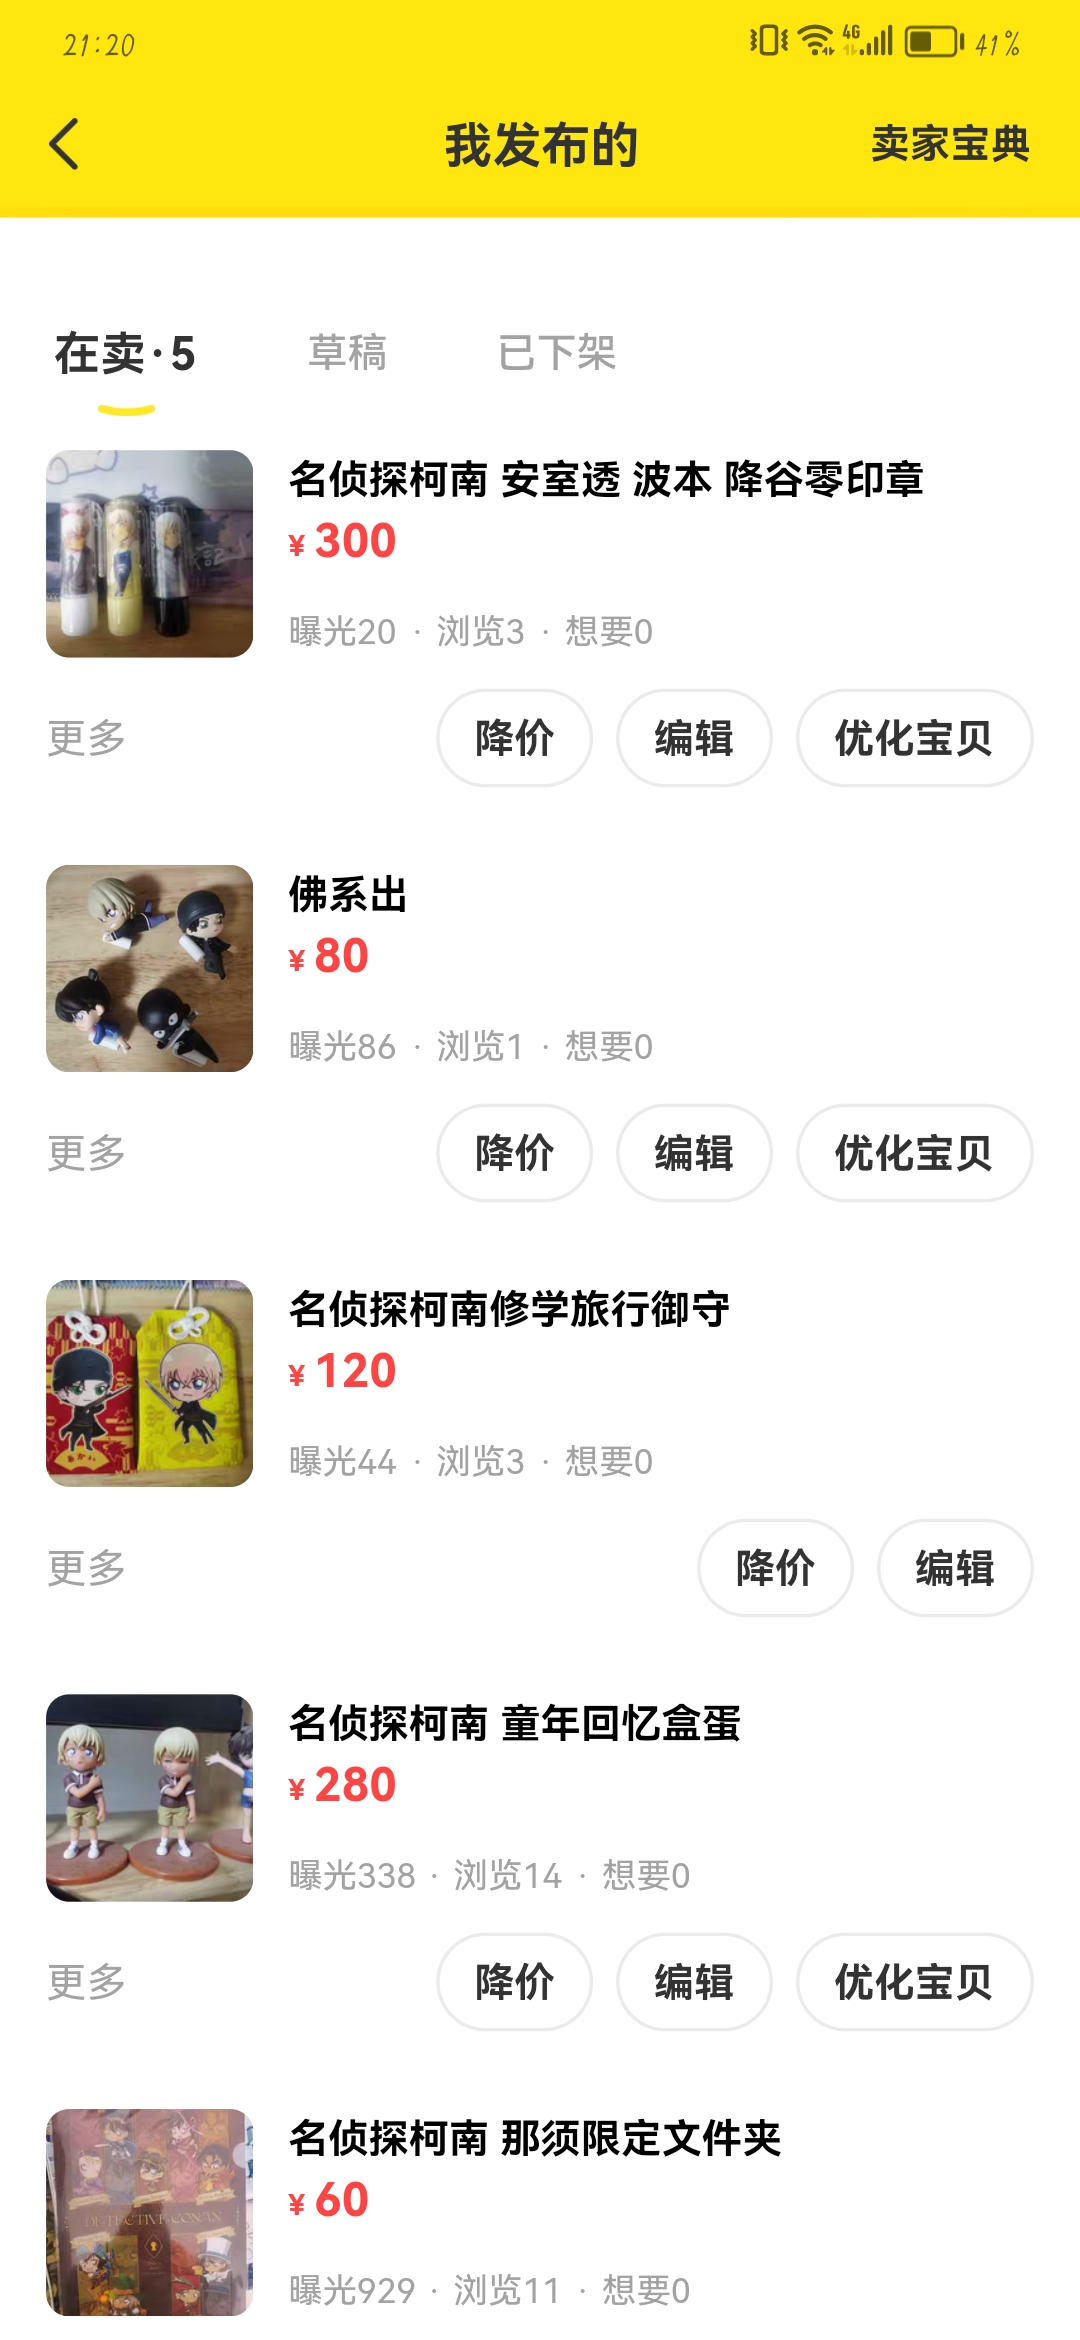 21:20
4G
41%
我发布的
卖家宝典
在卖·5
草稿
已下架
名侦探柯南 安室透 波本 降谷零印章
¥300
曝光20 · 浏览3 · 想要0
更多
降价
编辑
优化宝贝
佛系出
¥80
曝光86 · 浏览1 · 想要0
更多
降价
编辑
优化宝贝
名侦探柯南修学旅行御守
¥120
曝光44 · 浏览3 · 想要0
更多
降价
编辑
名侦探柯南 童年回忆盒蛋
¥280
曝光338 · 浏览14 · 想要0
更多
降价
编辑
优化宝贝
名侦探柯南 那须限定文件夹
¥60
DETECTIVE CONAN
曝光929 · 浏览11 · 想要0